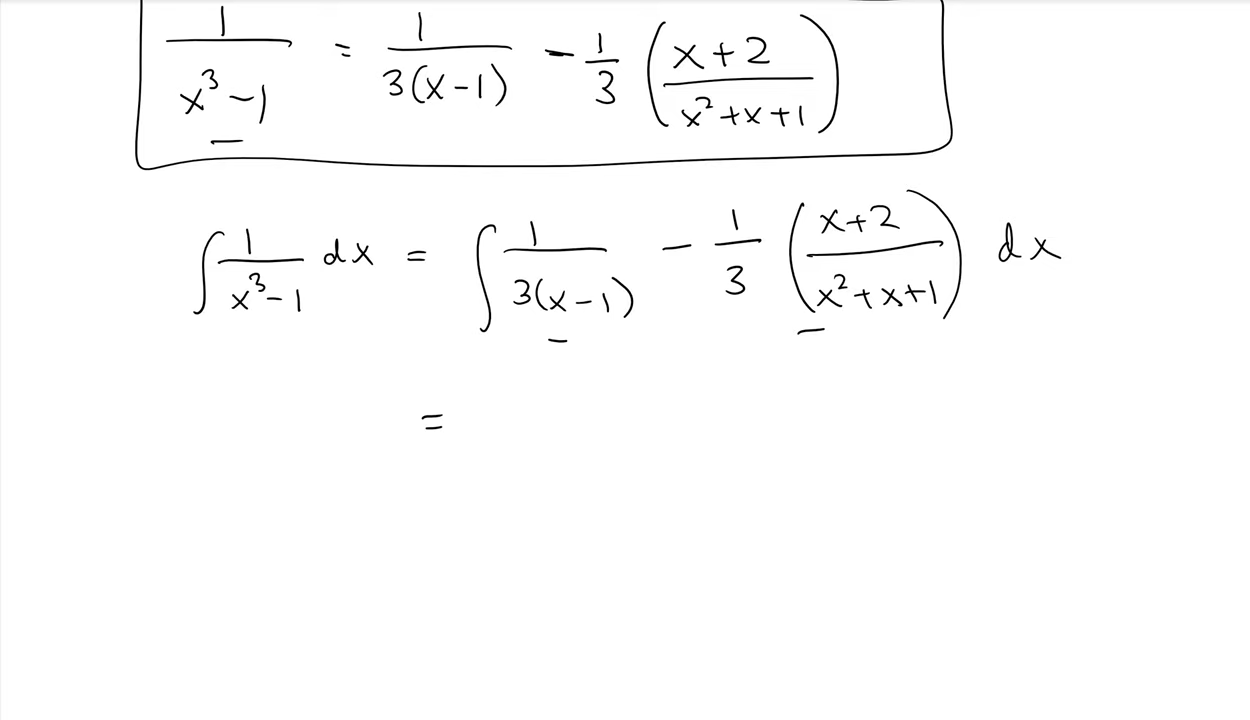 1/(x³-1) = 1/(3(x-1)) - 1/3 ((x+2)/(x²+x+1))
∫ 1/(x³-1) dx = ∫ 1/(3(x-1)) - 1/3 ((x+2)/(x²+x+1)) dx
=